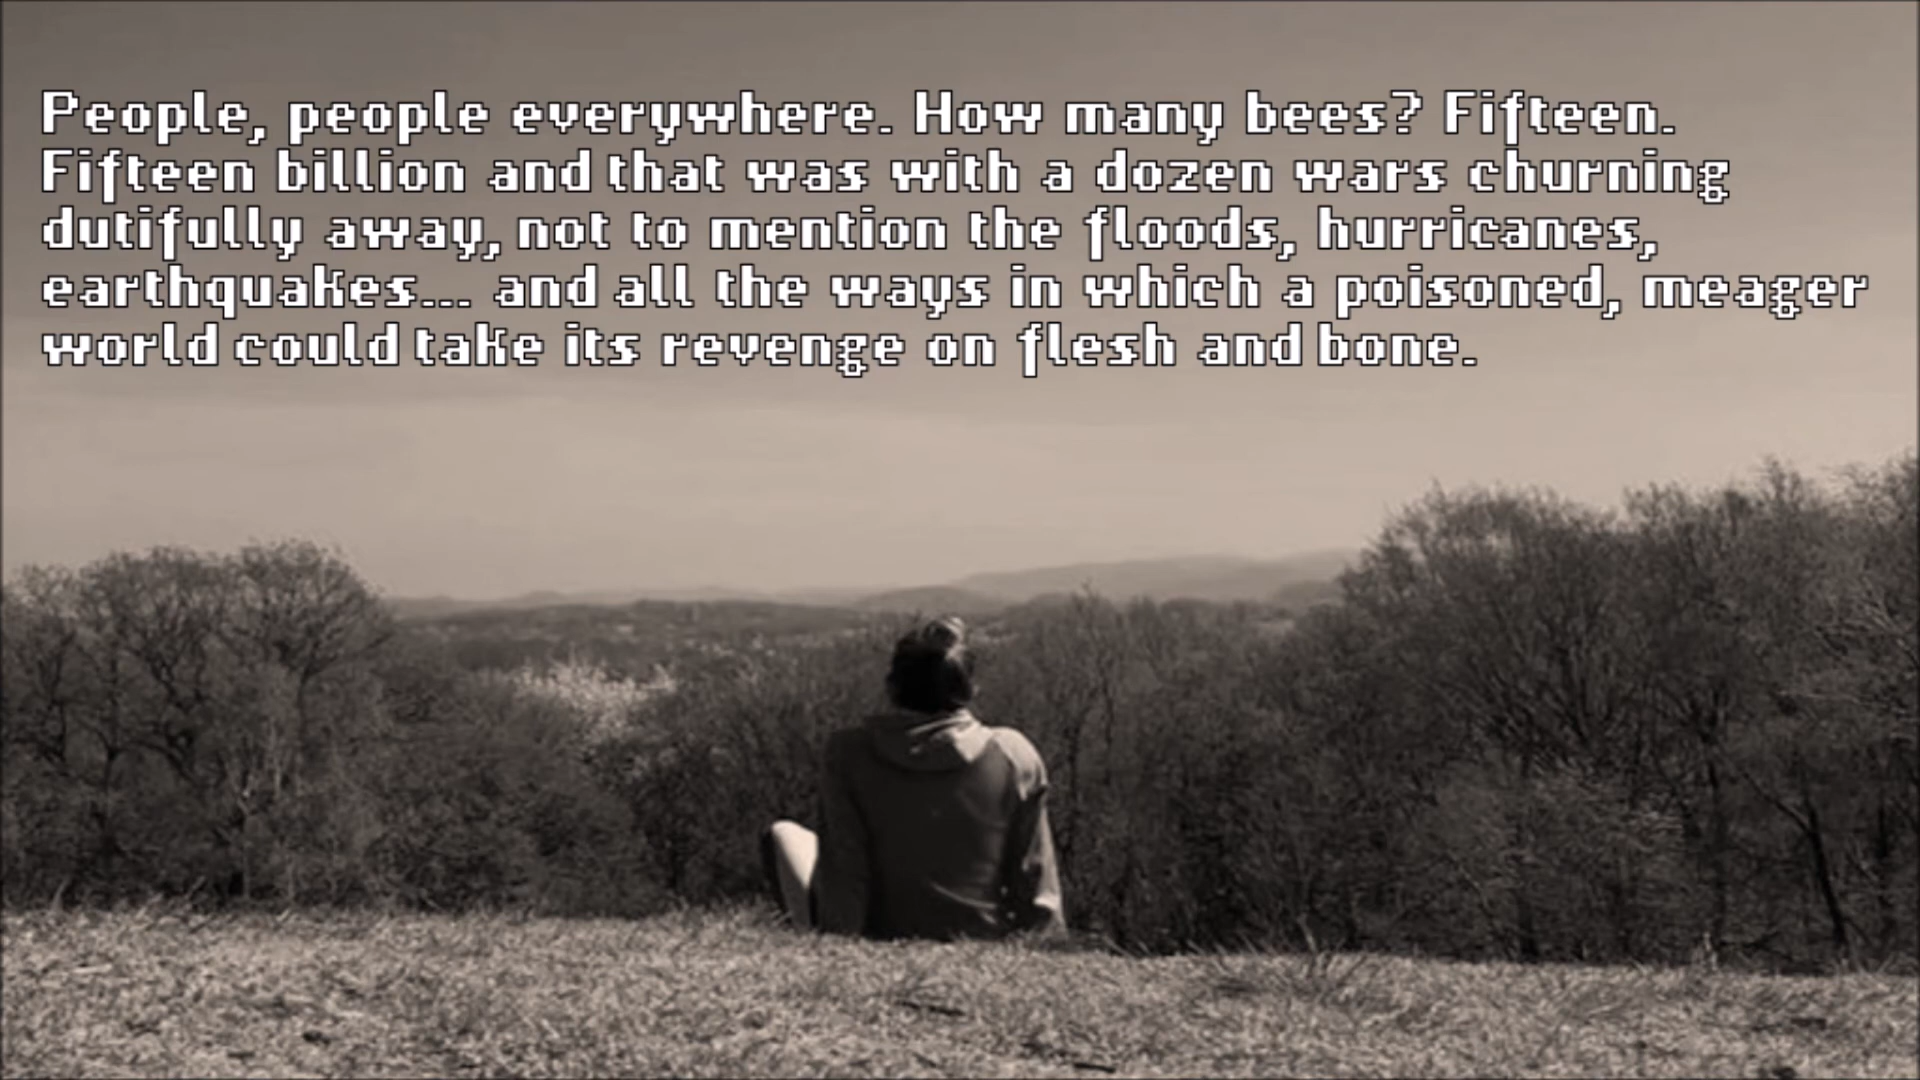 People, people everywhere. How many bees? Fifteen.
Fifteen billion and that was with a dozen wars churning
dutifully away, not to mention the floods, hurricanes,
earthquakes... and all the ways in which a poisoned, meager
world could take its revenge on flesh and bone.